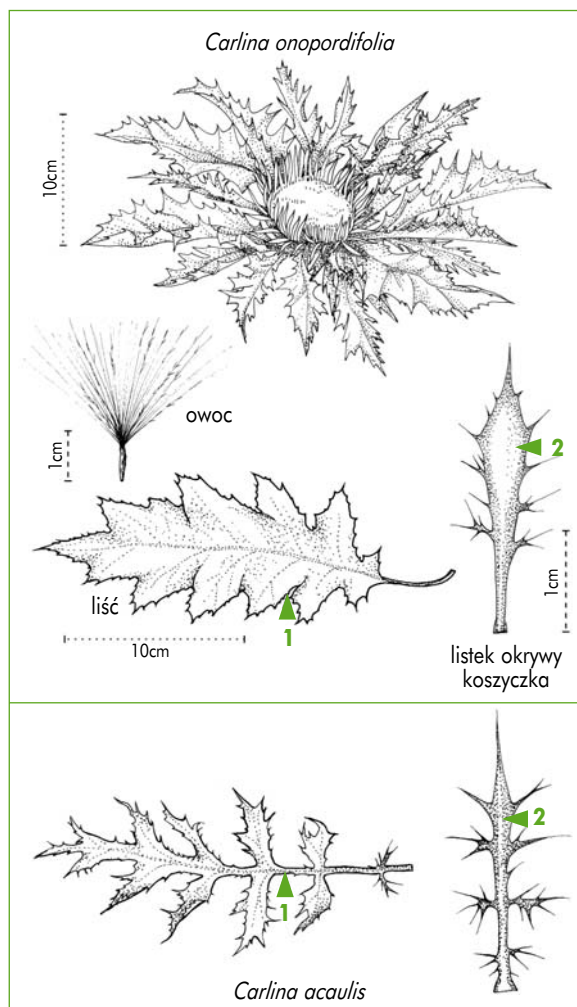 Carlina onopordifolia
10cm
owoc
1cm
2
liść
1
10cm
1cm
listek okrywy
koszyczka
2
1
Carlina acaulis